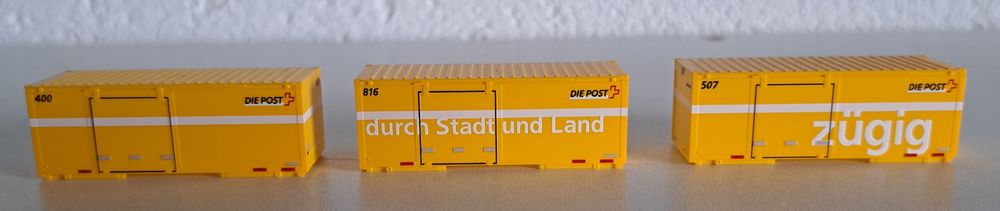 400 DIE POST
816 DIE POST
durch Stadt und Land
507 DIE POST
zügig